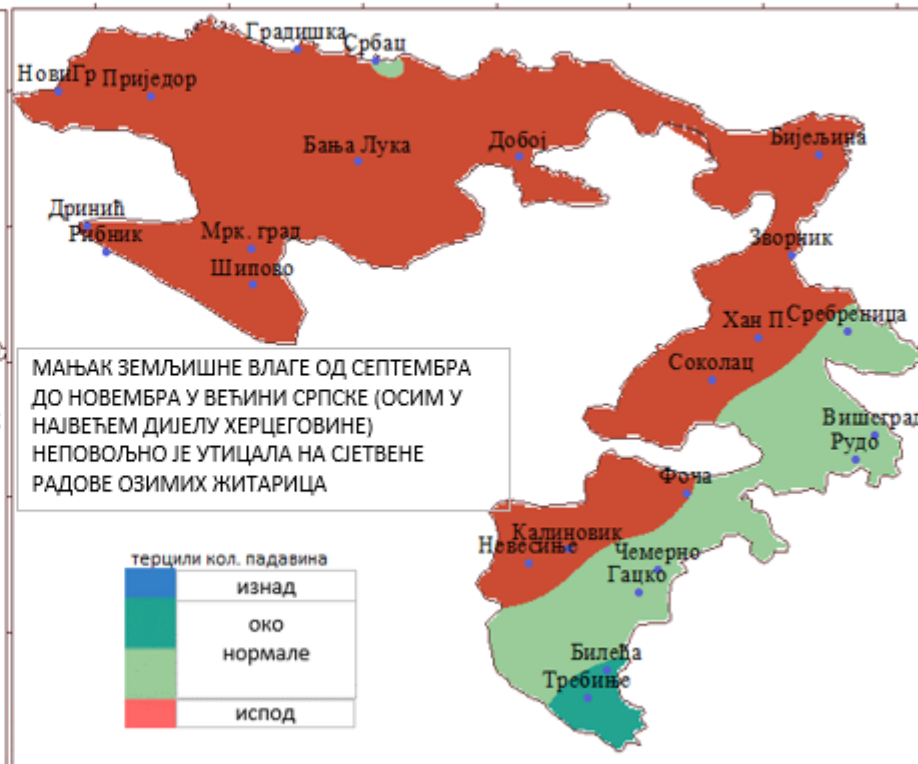 Градишка
Србац
НовиГр
Приједор
Бања Лука
Добој
Бијељина
Дринић
Рибник
Мрк. град
Шипово
Зворник
Хан П.
Сребреница
Соколац
МАЊАК ЗЕМЉИШНЕ ВЛАГЕ ОД СЕПТЕМБРА
ДО НОВЕМБРА У ВЕЋИНИ СРПСКЕ (ОСИМ У
НАЈВЕЋЕМ ДИЈЕЛУ ХЕРЦЕГОВИНЕ)
НЕПОВОЉНО ЈЕ УТИЦАЛА НА СЈЕТВЕНЕ
РАДОВЕ ОЗИМИХ ЖИТАРИЦА
Вишеград
Рудо
Фоча
Калиновик
Невесиње
Чемерно
Гацко
Билећа
Требиње
терцили кол. падавина
изнад
око
нормале
испод